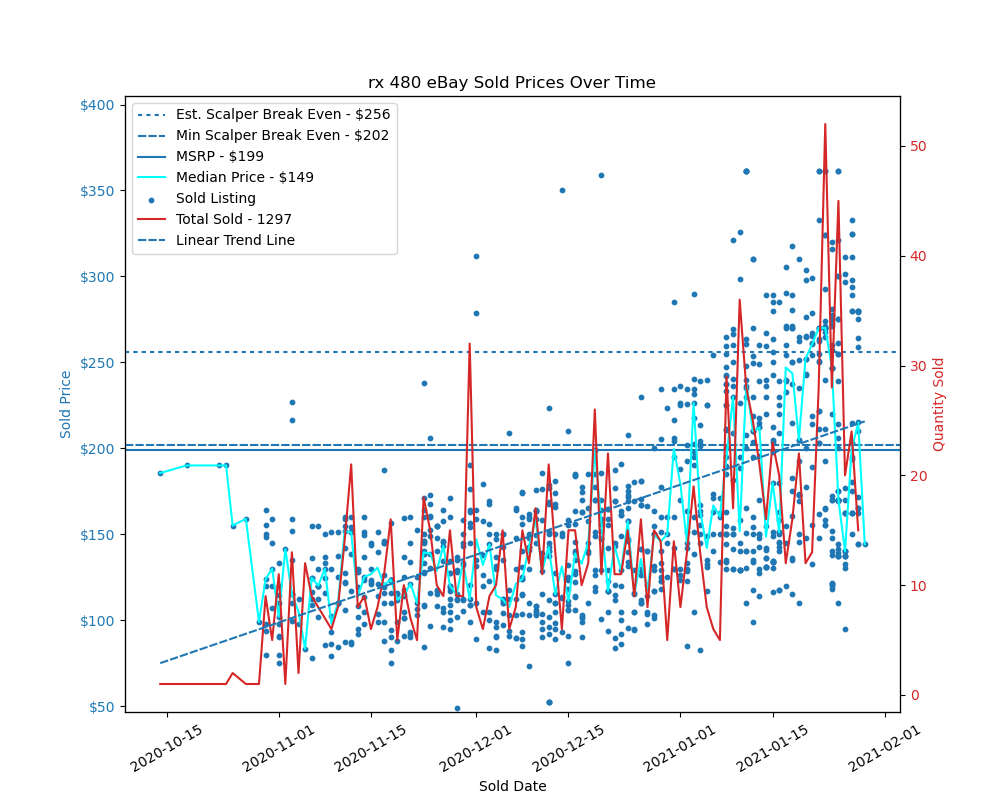 rx 480 eBay Sold Prices Over Time
Est. Scalper Break Even - $256
Min Scalper Break Even - $202
MSRP - $199
Median Price - $149
Sold Listing
Total Sold - 1297
Linear Trend Line
$400
$350
$300
$250
$200
$150
$100
$50
Sold Price
50
40
30
20
10
0
Quantity Sold
2020-10-15
2020-11-01
2020-11-15
2020-12-01
2020-12-15
2021-01-01
2021-01-15
2021-02-01
Sold Date